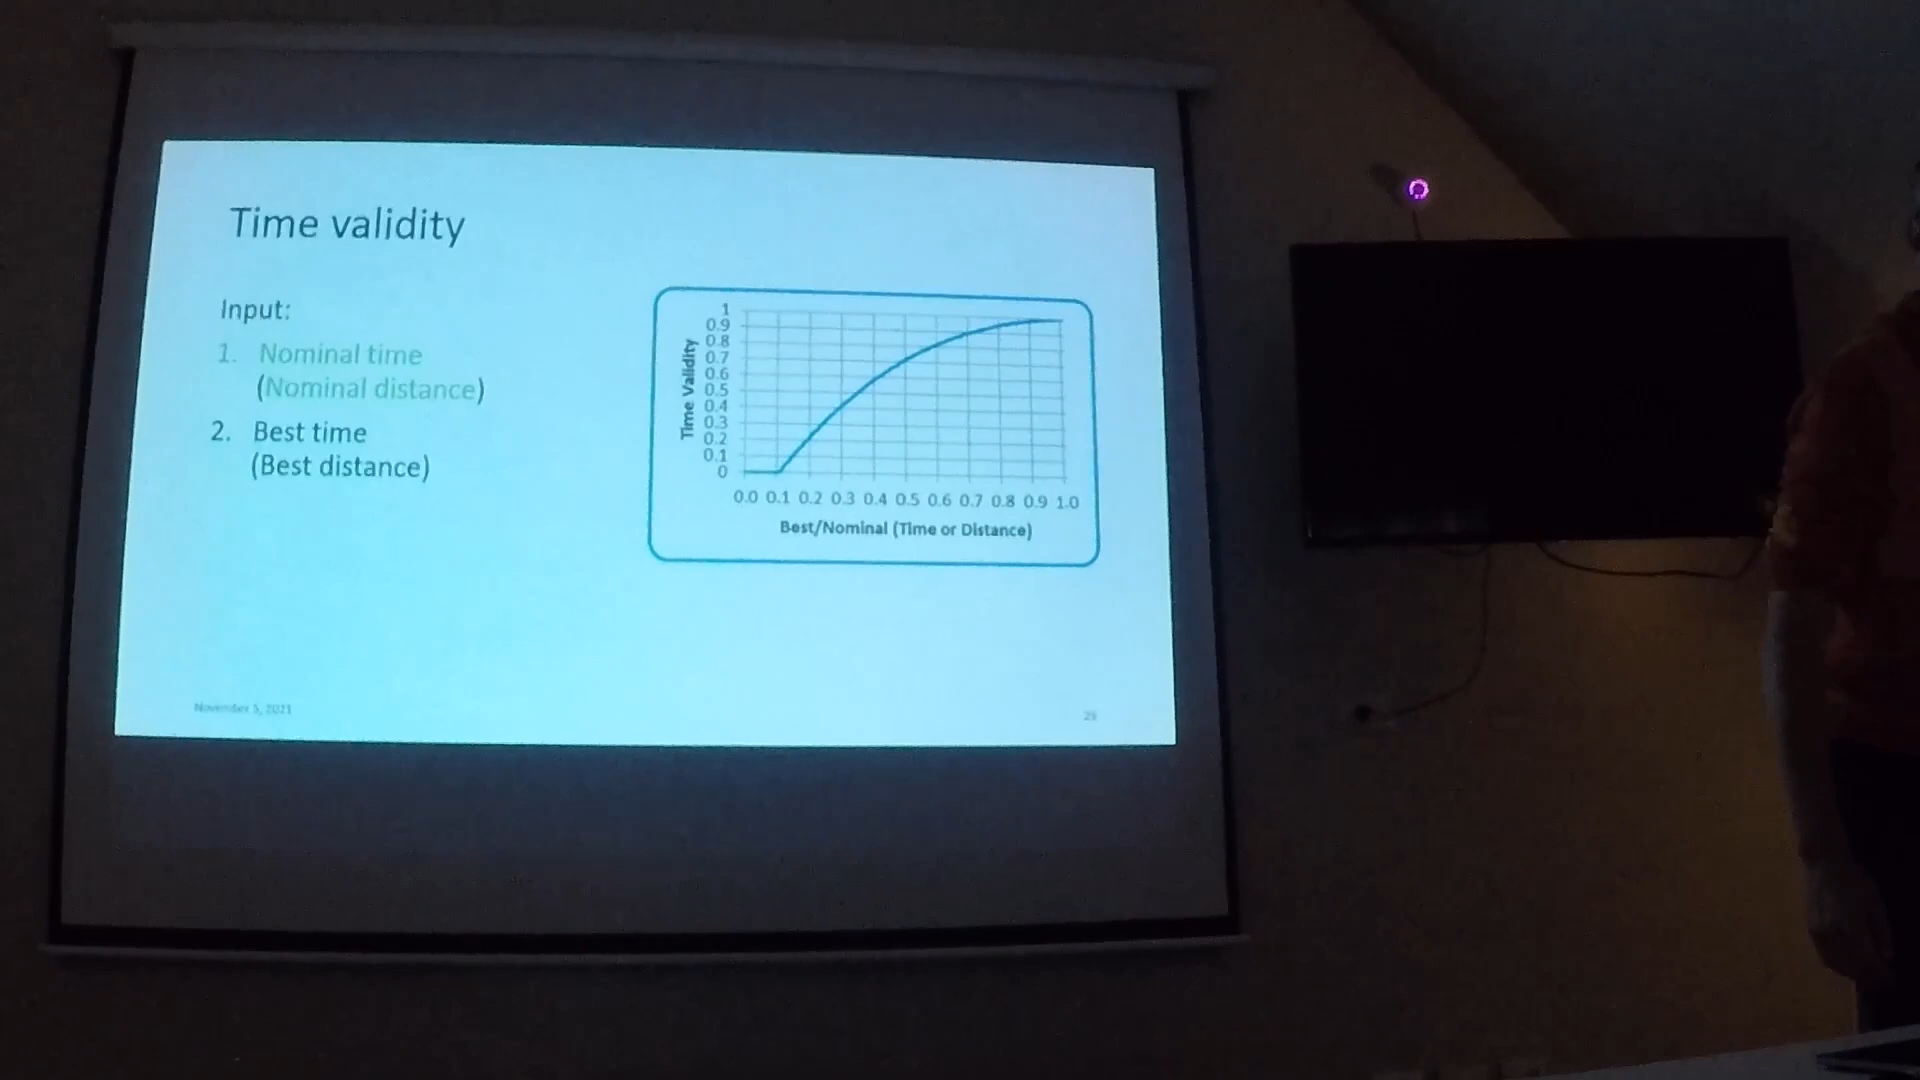 Time validity
Input:
1. Nominal time
(Nominal distance)
2. Best time
(Best distance)
Time Validity
1
0.9
0.8
0.7
0.6
0.5
0.4
0.3
0.2
0.1
0
0.0 0.1 0.2 0.3 0.4 0.5 0.6 0.7 0.8 0.9 1.0
Best/Nominal (Time or Distance)
November 5, 2021
29